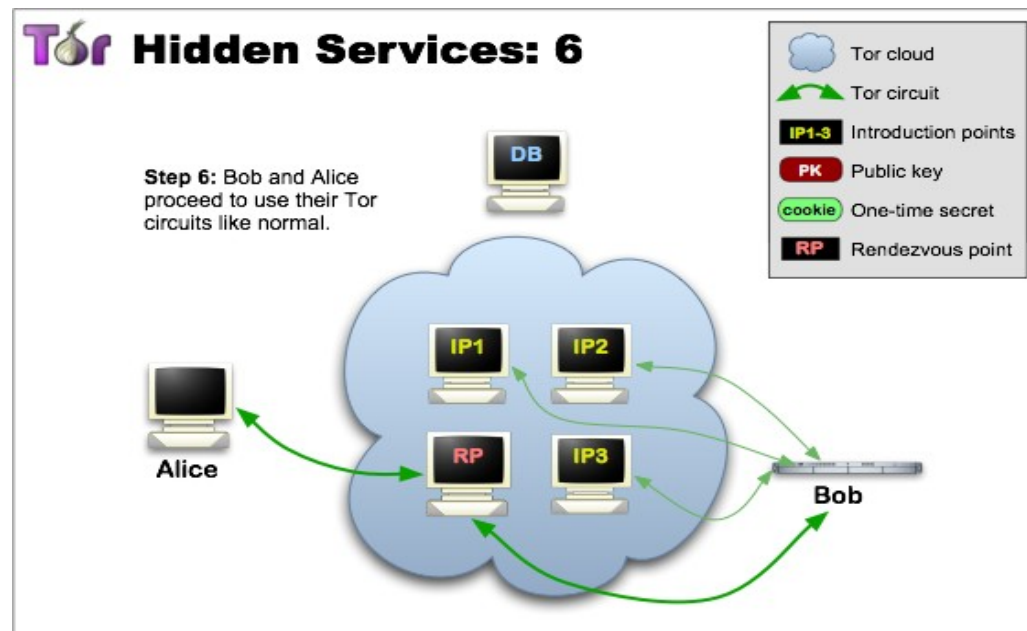 Tor Hidden Services: 6
Tor cloud
Tor circuit
IP1-3 Introduction points
PK Public key
cookie One-time secret
RP Rendezvous point
DB
Step 6: Bob and Alice
proceed to use their Tor
circuits like normal.
IP1 IP2
RP IP3
Alice
Bob